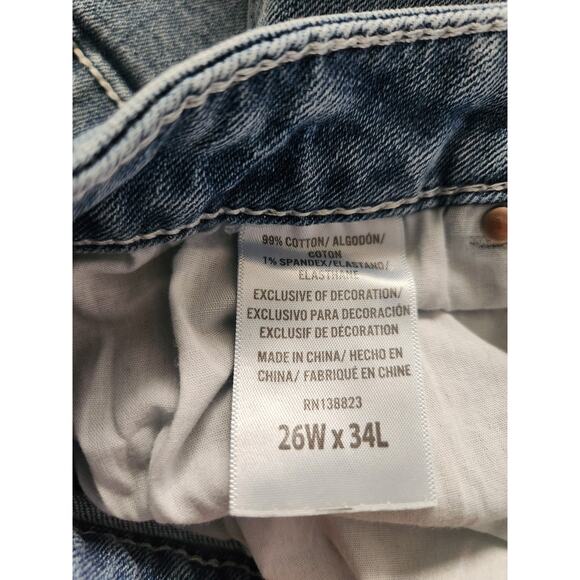 99% COTTON/ ALGODÓN/
COTON
1% SPANDEX/ELASTANO/
ELASTHANE
EXCLUSIVE OF DECORATION/
EXCLUSIVO PARA DECORACIÓN
EXCLUSIF DE DÉCORATION
MADE IN CHINA/ HECHO EN
CHINA/ FABRIQUÉ EN CHINE
RN138823
26W x 34L